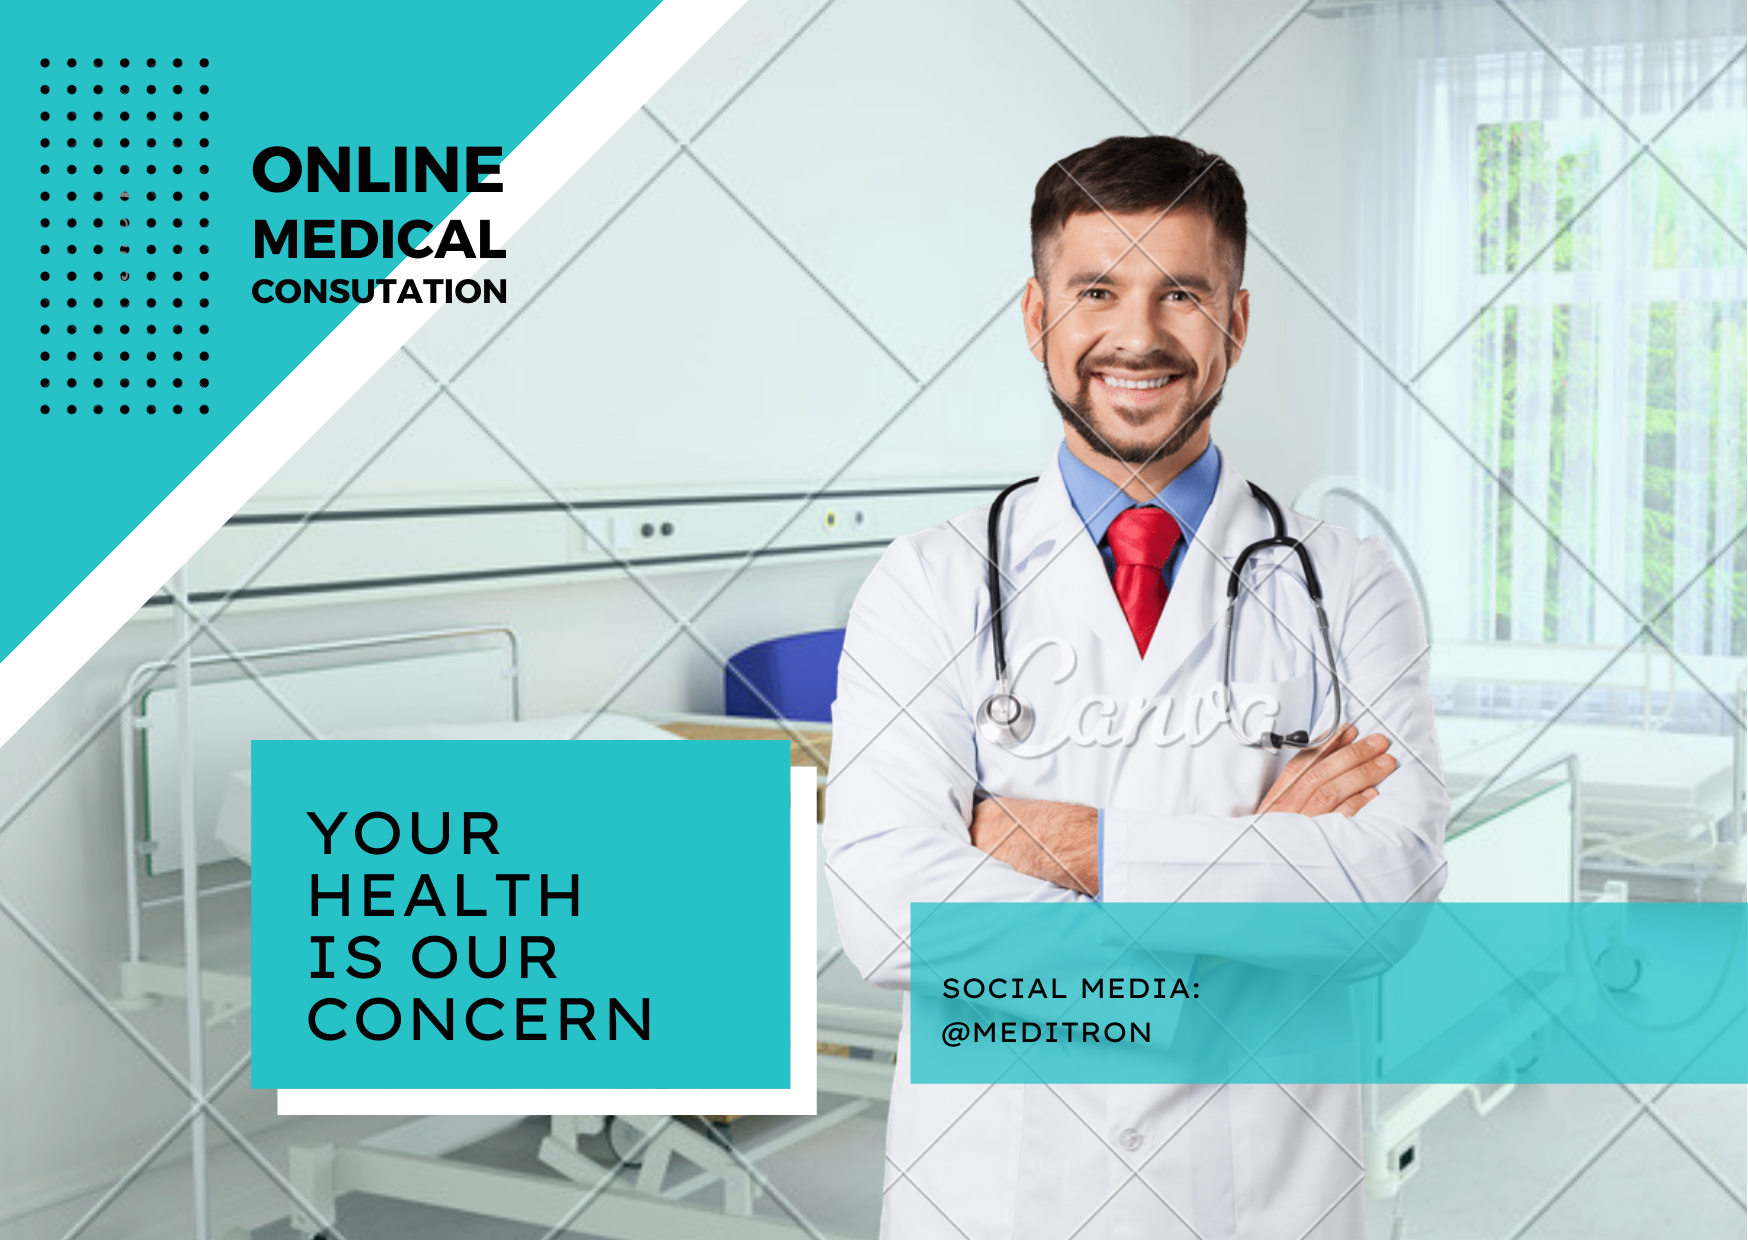 ONLINE
MEDICAL
CONSUTATION
Canva
YOUR
HEALTH
IS OUR
CONCERN
SOCIAL MEDIA:
@MEDITRON